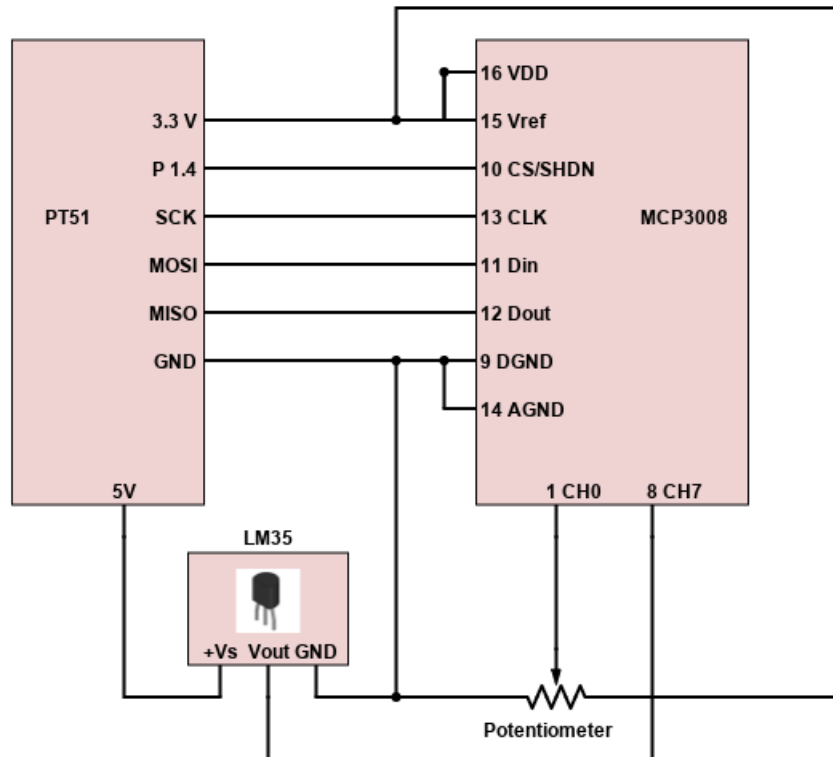 3.3 V
P 1.4
PT51
SCK
MOSI
MISO
GND
5V
16 VDD
15 Vref
10 CS/SHDN
13 CLK
MCP3008
11 Din
12 Dout
9 DGND
14 AGND
1 CH0
8 CH7
LM35
+Vs Vout GND
Potentiometer